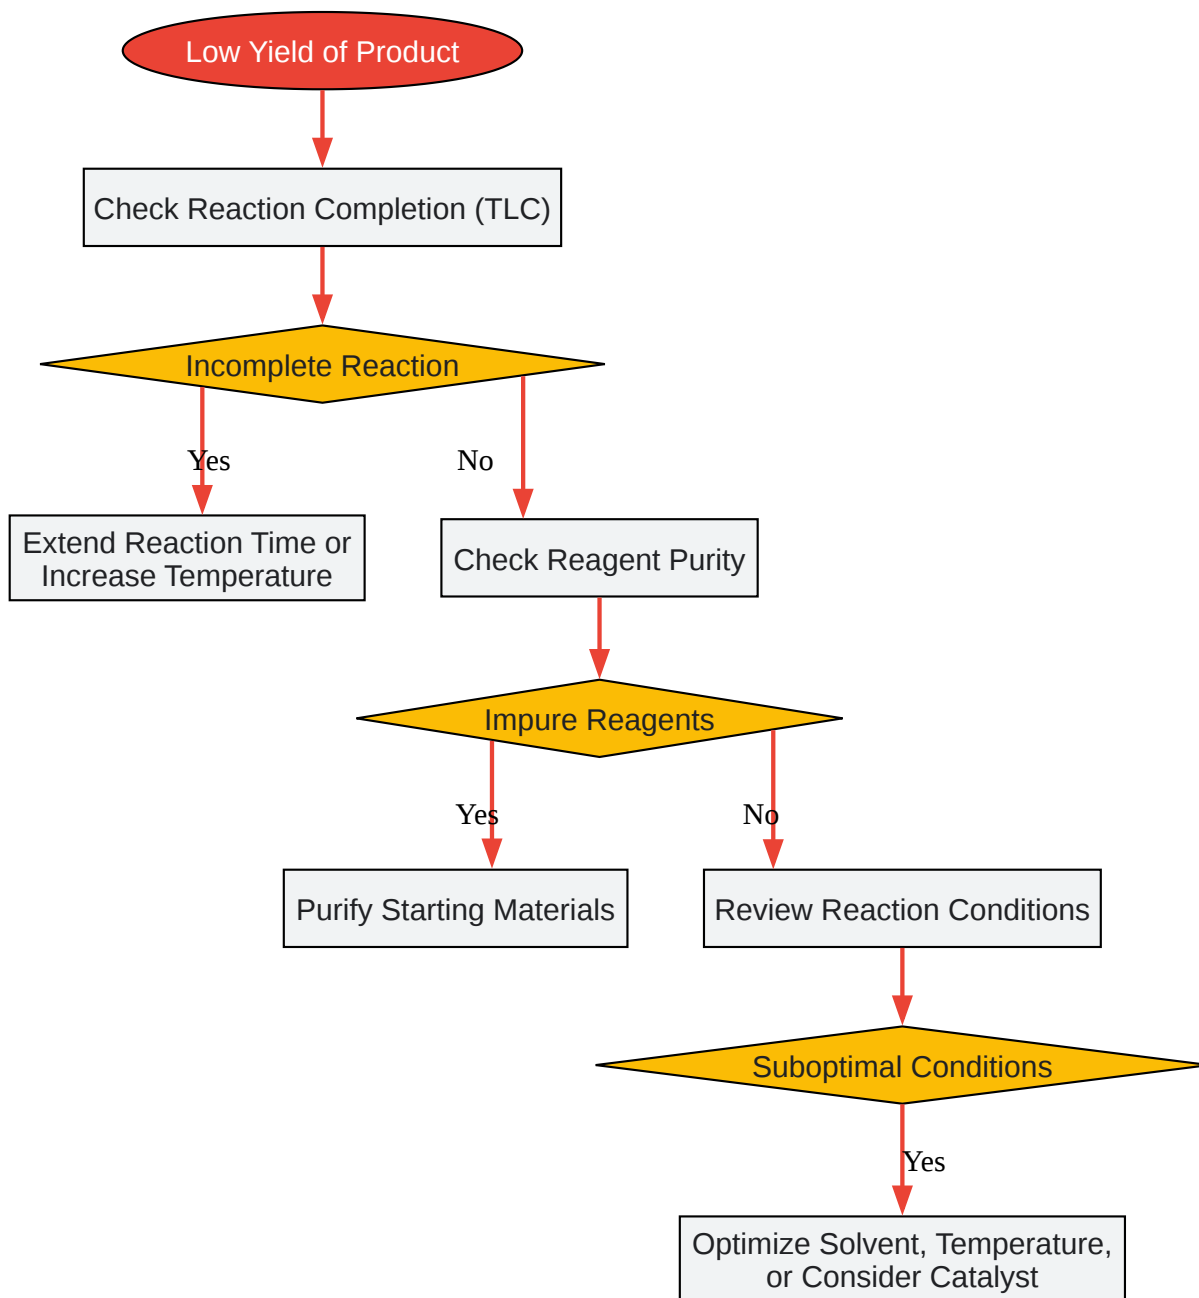 Low Yield of Product
Check Reaction Completion (TLC)
Incomplete Reaction
Yes
No
Extend Reaction Time or
Increase Temperature
Check Reagent Purity
Impure Reagents
Yes
No
Purify Starting Materials
Review Reaction Conditions
Suboptimal Conditions
Yes
Optimize Solvent, Temperature,
or Consider Catalyst